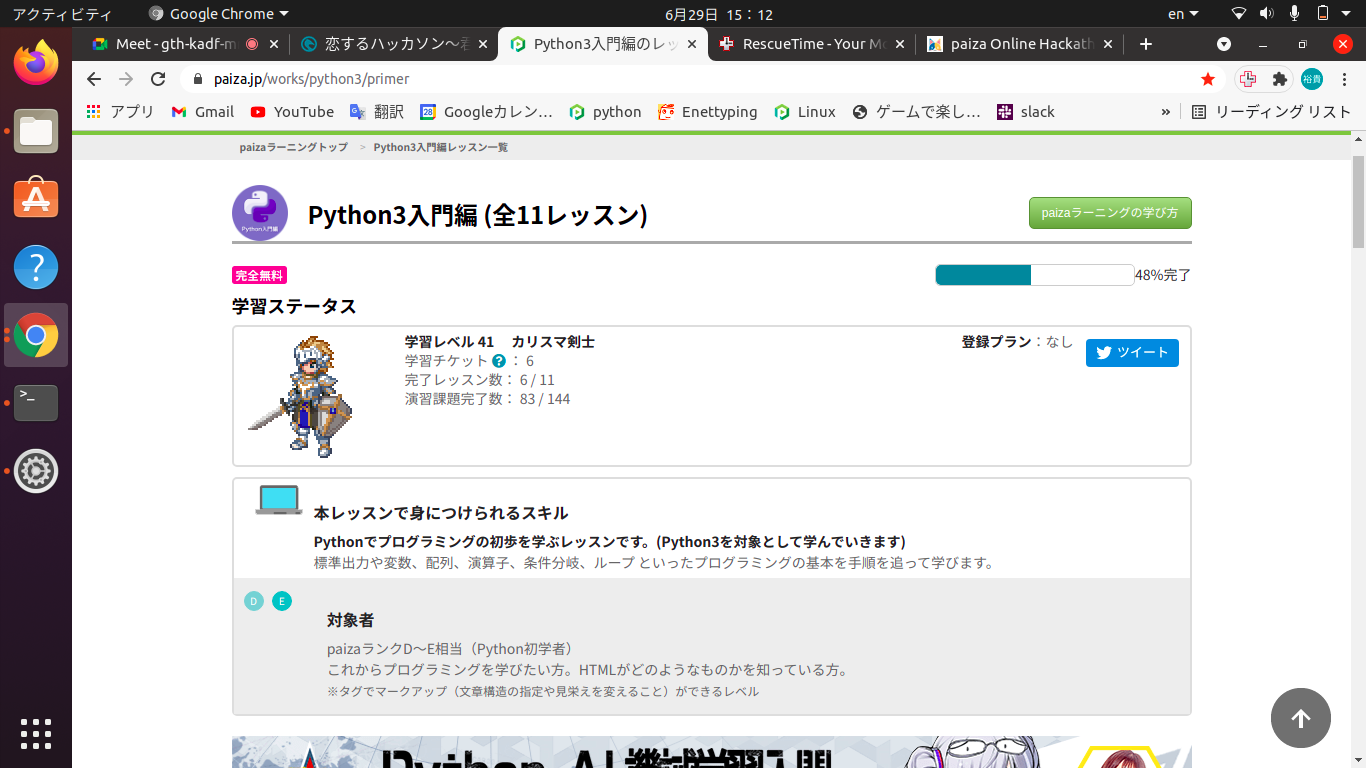 アクティビティ
Google Chrome
6月29日 15：12
en
Meet - gth-kadf-m
恋するハッカソン～君
Python3入門編のレッ
RescueTime - Your Mo
paiza Online Hackath
paiza.jp/works/python3/primer
裕貴
アプリ
Gmail
YouTube
翻訳
28
Googleカレン...
python
Enettyping
Linux
ゲームで楽し...
slack
»
リーディング リスト
paizaラーニングトップ > Python3入門編レッスン一覧
Python入門編
Python3入門編 (全11レッスン)
paizaラーニングの学び方
完全無料
48%完了
学習ステータス
学習レベル 41 カリスマ剣士
登録プラン：なし
ツイート
学習チケット ? ： 6
完了レッスン数： 6 / 11
演習課題完了数： 83 / 144
本レッスンで身につけられるスキル
Pythonでプログラミングの初歩を学ぶレッスンです。(Python3を対象として学んでいきます)
標準出力や変数、配列、演算子、条件分岐、ループ といったプログラミングの基本を手順を追って学びます。
D E
対象者
paizaランクD～E相当（Python初学者）
これからプログラミングを学びたい方。HTMLがどのようなものかを知っている方。
※タグでマークアップ（文章構造の指定や見栄えを変えること）ができるレベル
Python AI機械学習入門